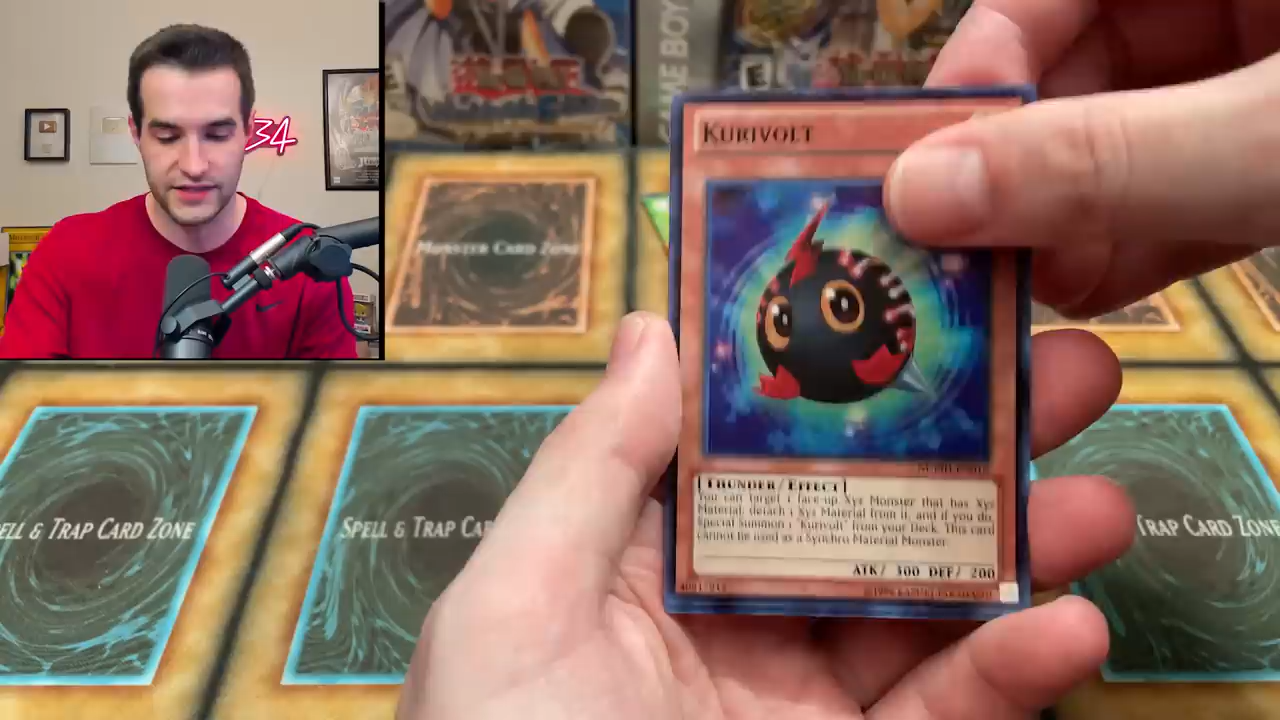 34
GAME BOY
E
MONSTER CARD ZONE
KURIVOLT
[THUNDER/EFFECT]
You can target 1 face-up Xyz Monster that has Xyz
Material; detach 1 Xyz Material from it, and if you do,
Special Summon 1 "Kurivolt" from your Deck. This card
cannot be used as a Synchro Material Monster.
ATK/ 300 DEF/ 200
ELL & TRAP CARD ZONE
SPELL & TRAP CA
TRAP CARD ZONE